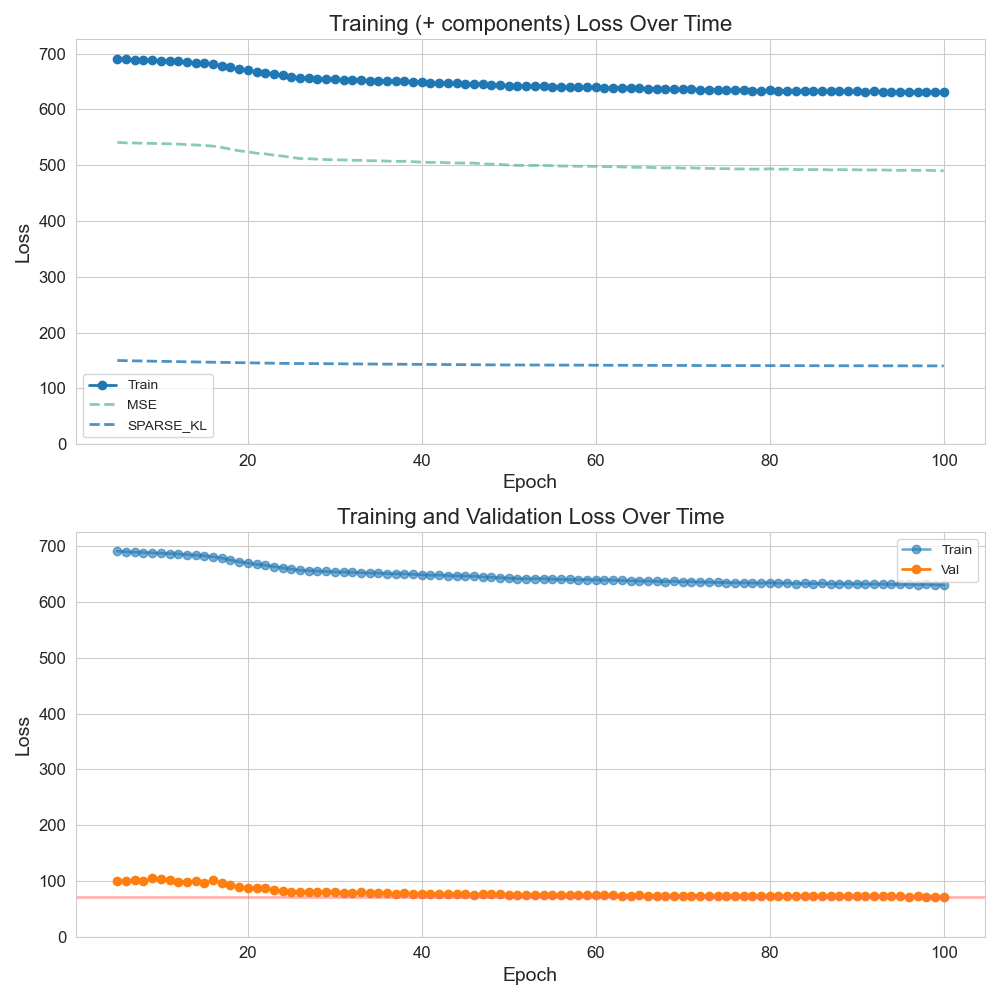 Training (+ components) Loss Over Time
700
600
500
400
300
200
100
0
Loss
Train
MSE
SPARSE_KL
20 40 60 80 100
Epoch
Training and Validation Loss Over Time
700
600
500
400
300
200
100
0
Loss
Train
Val
20 40 60 80 100
Epoch